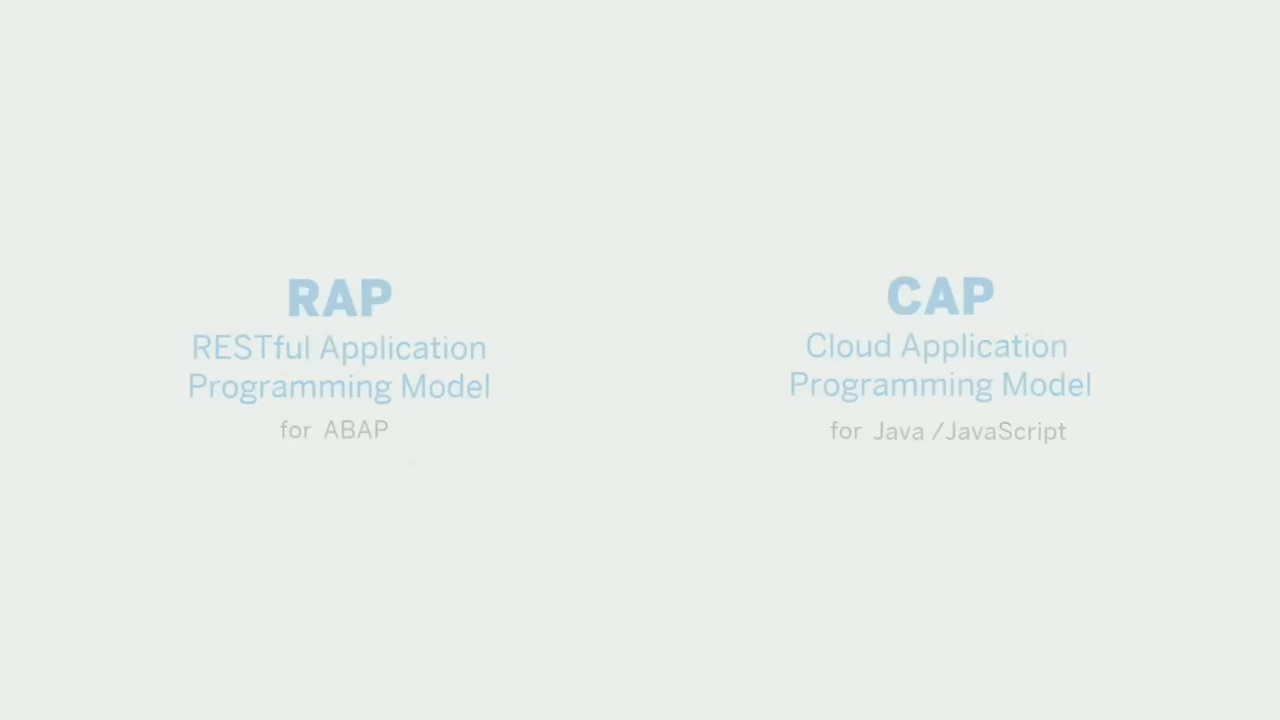 RAP
RESTful Application
Programming Model
for ABAP
CAP
Cloud Application
Programming Model
for Java /JavaScript